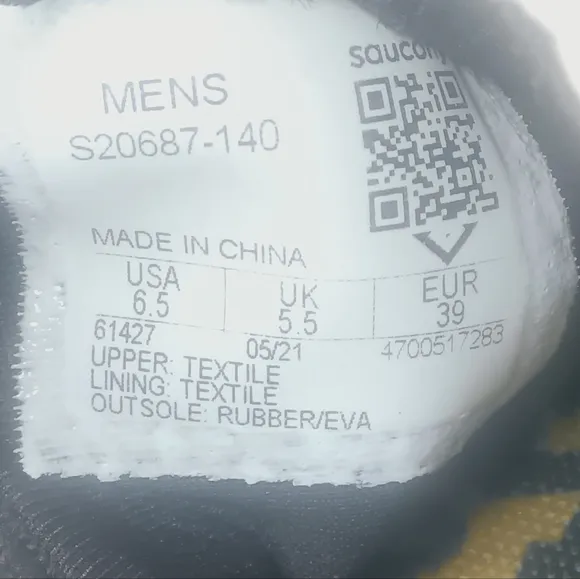 saucony
MENS
S20687-140
MADE IN CHINA
USA UK EUR
6.5 5.5 39
61427 05/21 4700517283
UPPER: TEXTILE
LINING: TEXTILE
OUTSOLE: RUBBER/EVA